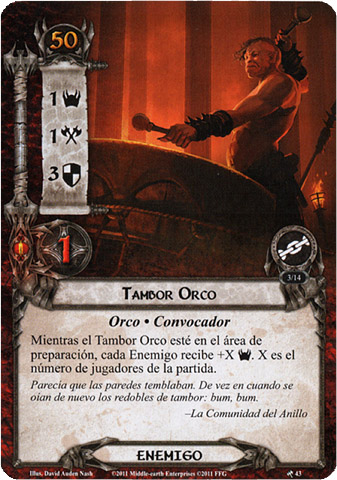 50
1
1
3
1
3/14
Tambor Orco
Orco • Convocador
Mientras el Tambor Orco esté en el área de
preparación, cada Enemigo recibe +X . X es el
número de jugadores de la partida.
Parecía que las paredes temblaban. De vez en cuando se
oían de nuevo los redobles de tambor: bum, bum.
–La Comunidad del Anillo
ENEMIGO
Illus. David Auden Nash ©2011 Middle-earth Enterprises ©2011 FFG 43